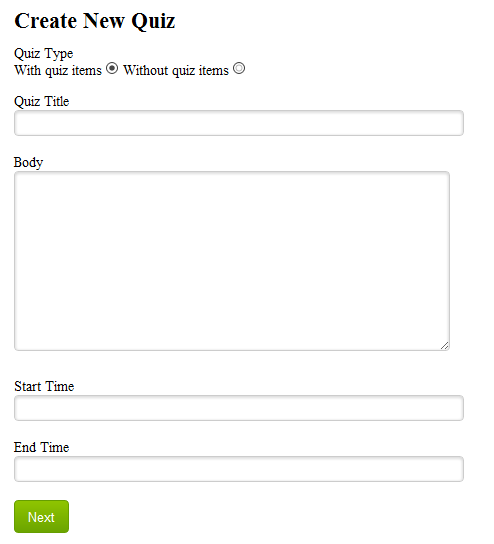 Create New Quiz
Quiz Type
With quiz items Without quiz items
Quiz Title
Body
Start Time
End Time
Next